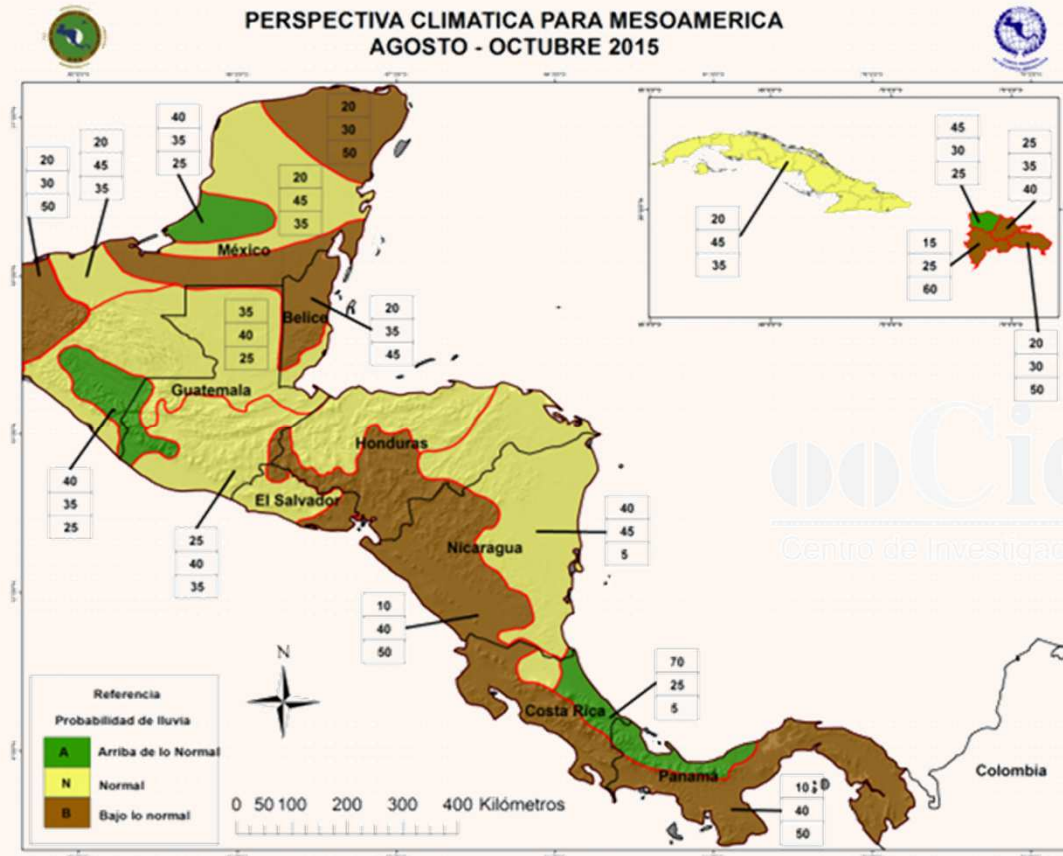 PERSPECTIVA CLIMATICA PARA MESOAMERICA
AGOSTO - OCTUBRE 2015
20
30
50
20
45
35
40
35
25
20
30
50
20
45
35
México
35
40
25
Belice
20
35
45
Guatemala
Honduras
El Salvador
Nicaragua
40
35
25
25
40
35
40
45
5
10
40
50
70
25
5
Costa Rica
Panamá
10
40
50
Colombia
20
45
35
45
30
25
25
35
40
15
25
60
20
30
50
Centro de Investigac
N
Referencia
Probabilidad de lluvia
A Arriba de lo Normal
N Normal
B Bajo lo normal
0 50 100 200 300 400 Kilómetros